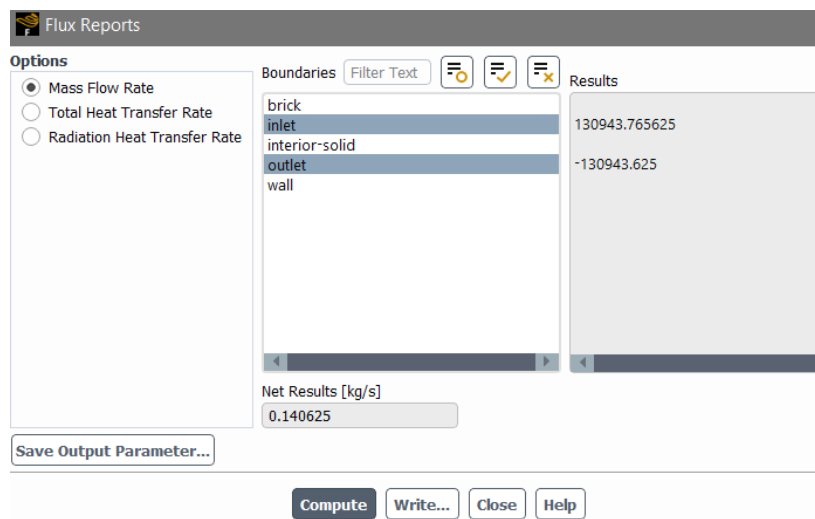 Flux Reports
Options
Mass Flow Rate
Total Heat Transfer Rate
Radiation Heat Transfer Rate
Boundaries Filter Text
brick
inlet
interior-solid
outlet
wall
Results
130943.765625
-130943.625
Net Results [kg/s]
0.140625
Save Output Parameter...
Compute Write... Close Help